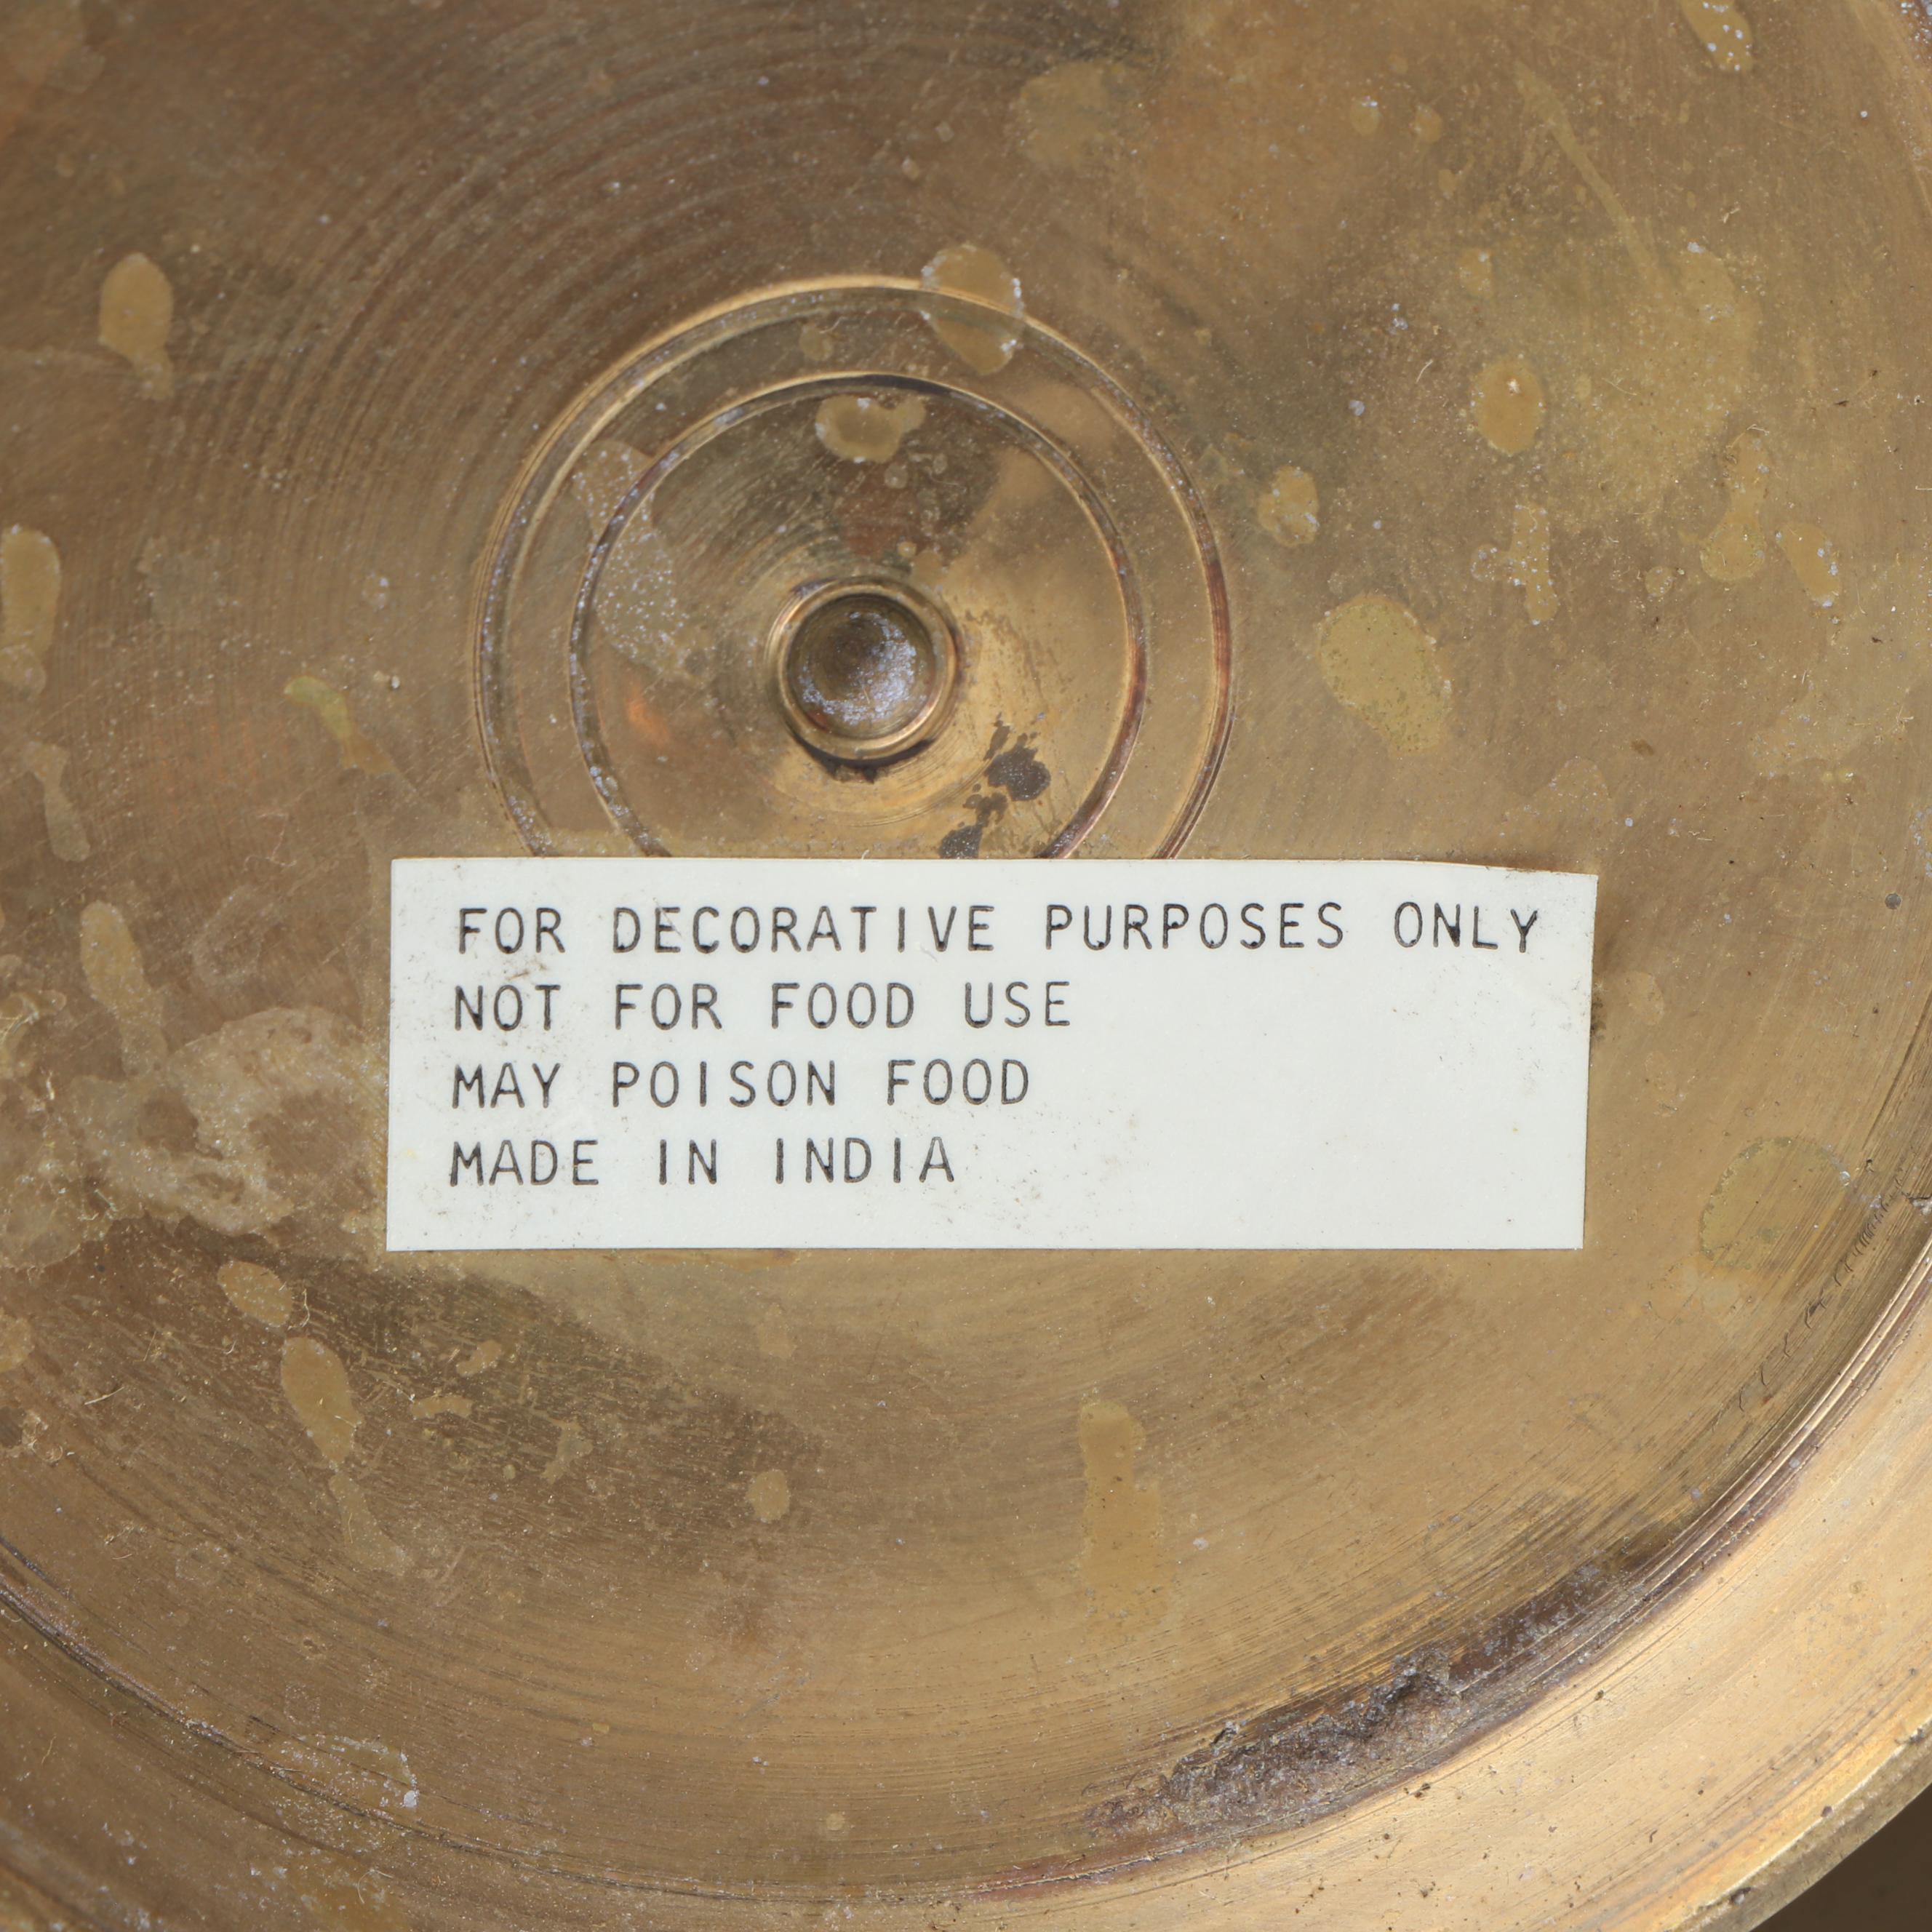 FOR DECORATIVE PURPOSES ONLY
NOT FOR FOOD USE
MAY POISON FOOD
MADE IN INDIA